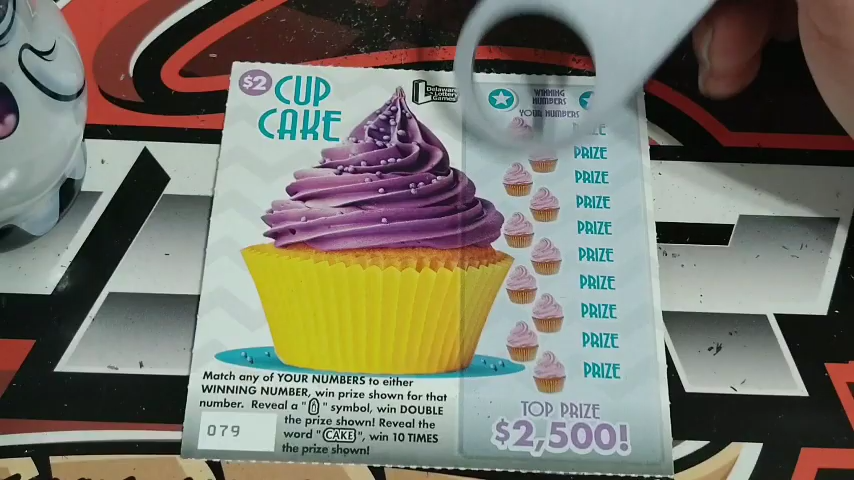 $2
CUP
CAKE
Delaware
Lottery
Games
WINNING
NUMBERS
YOUR NUMBERS
PRIZE
PRIZE
PRIZE
PRIZE
PRIZE
PRIZE
PRIZE
PRIZE
PRIZE
TOP PRIZE
$2,500!
Match any of YOUR NUMBERS to either
WINNING NUMBER, win prize shown for that
number. Reveal a " " symbol, win DOUBLE
the prize shown! Reveal the
word "CAKE", win 10 TIMES
the prize shown!
079